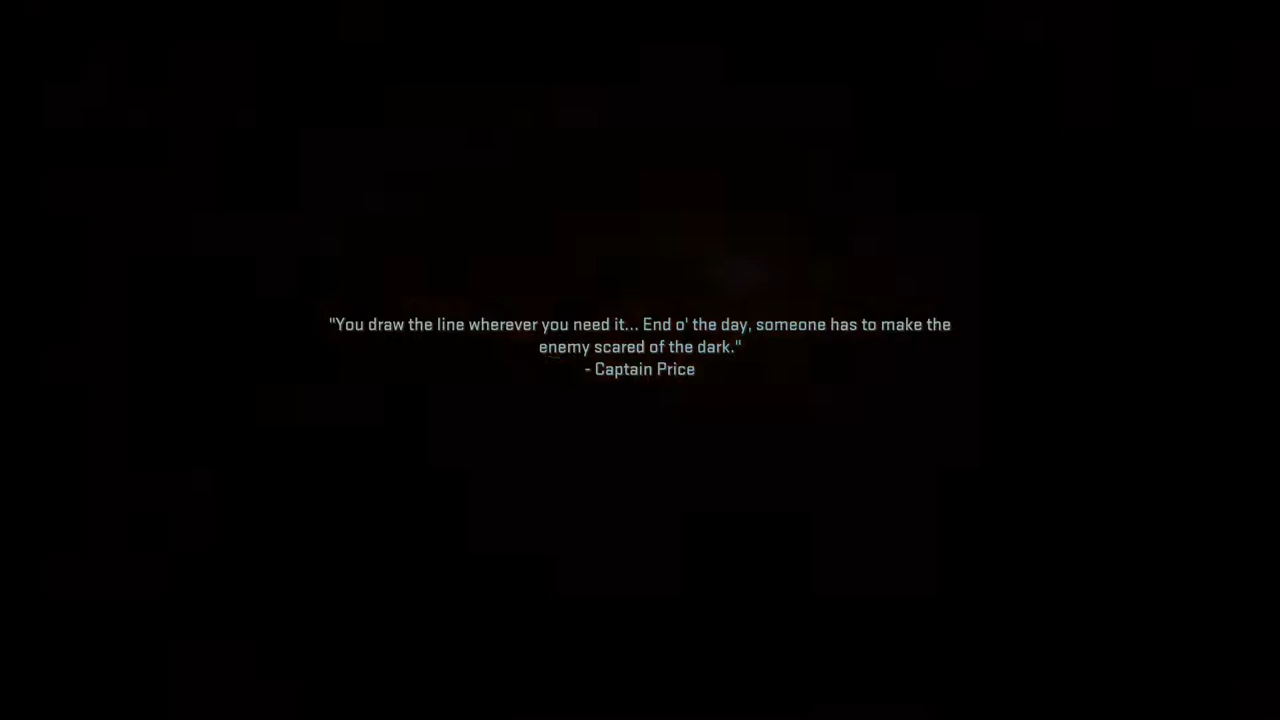 "You draw the line wherever you need it... End o' the day, someone has to make the
enemy scared of the dark."
- Captain Price